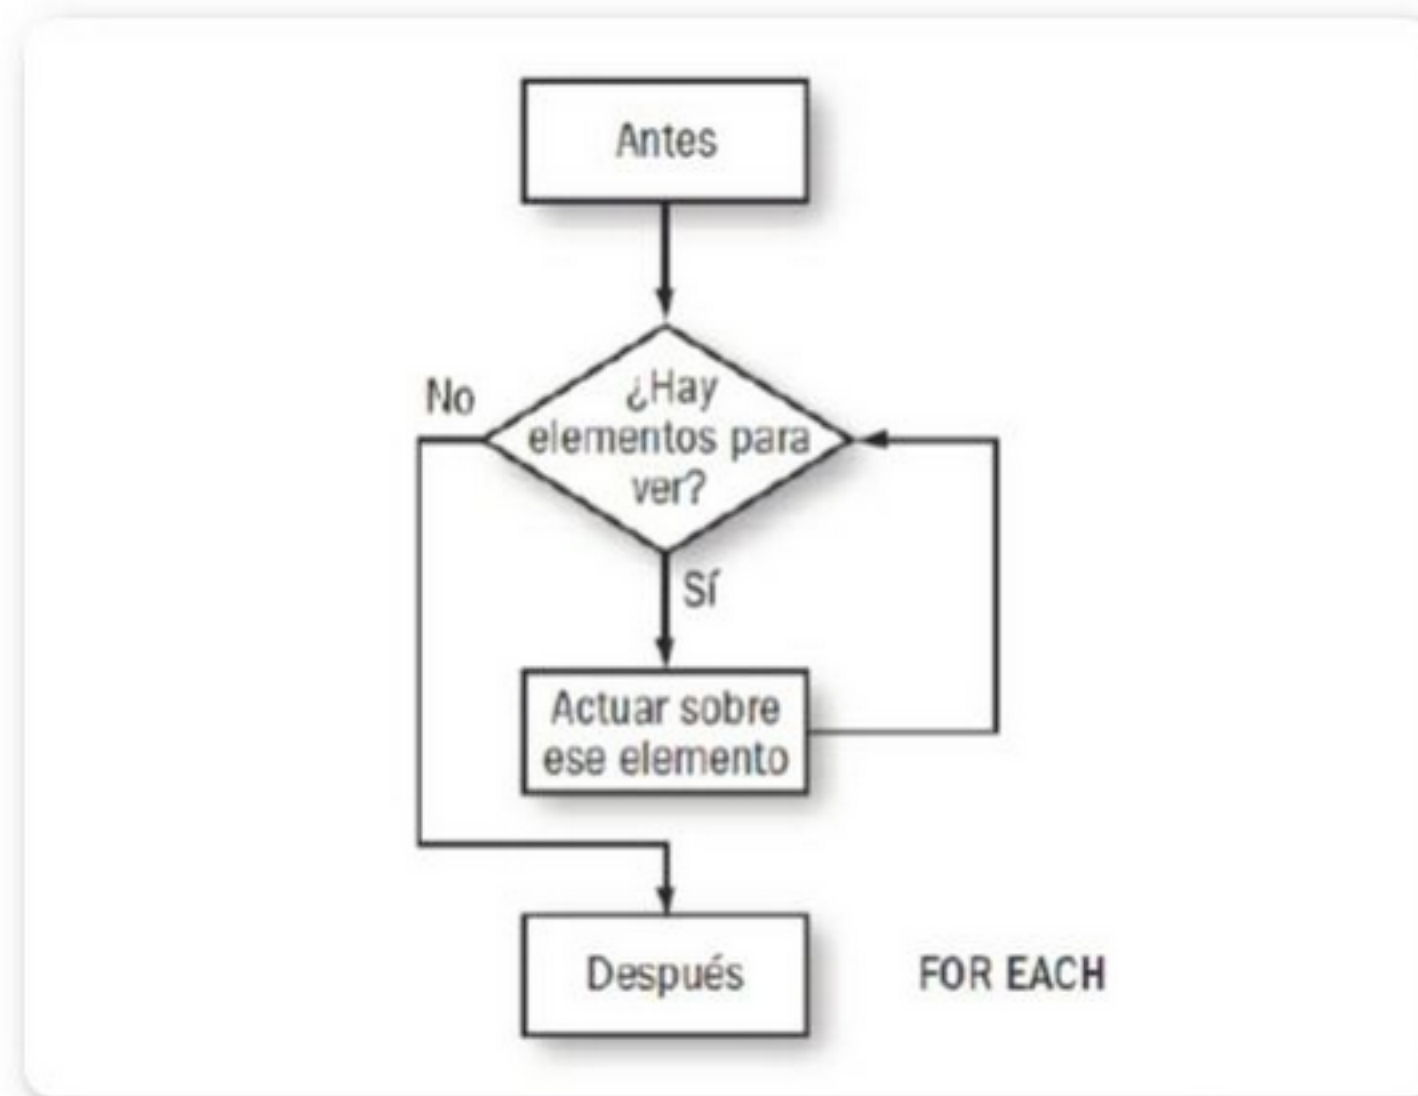 Antes
No
¿Hay
elementos para
ver?
Sí
Actuar sobre
ese elemento
Después
FOR EACH